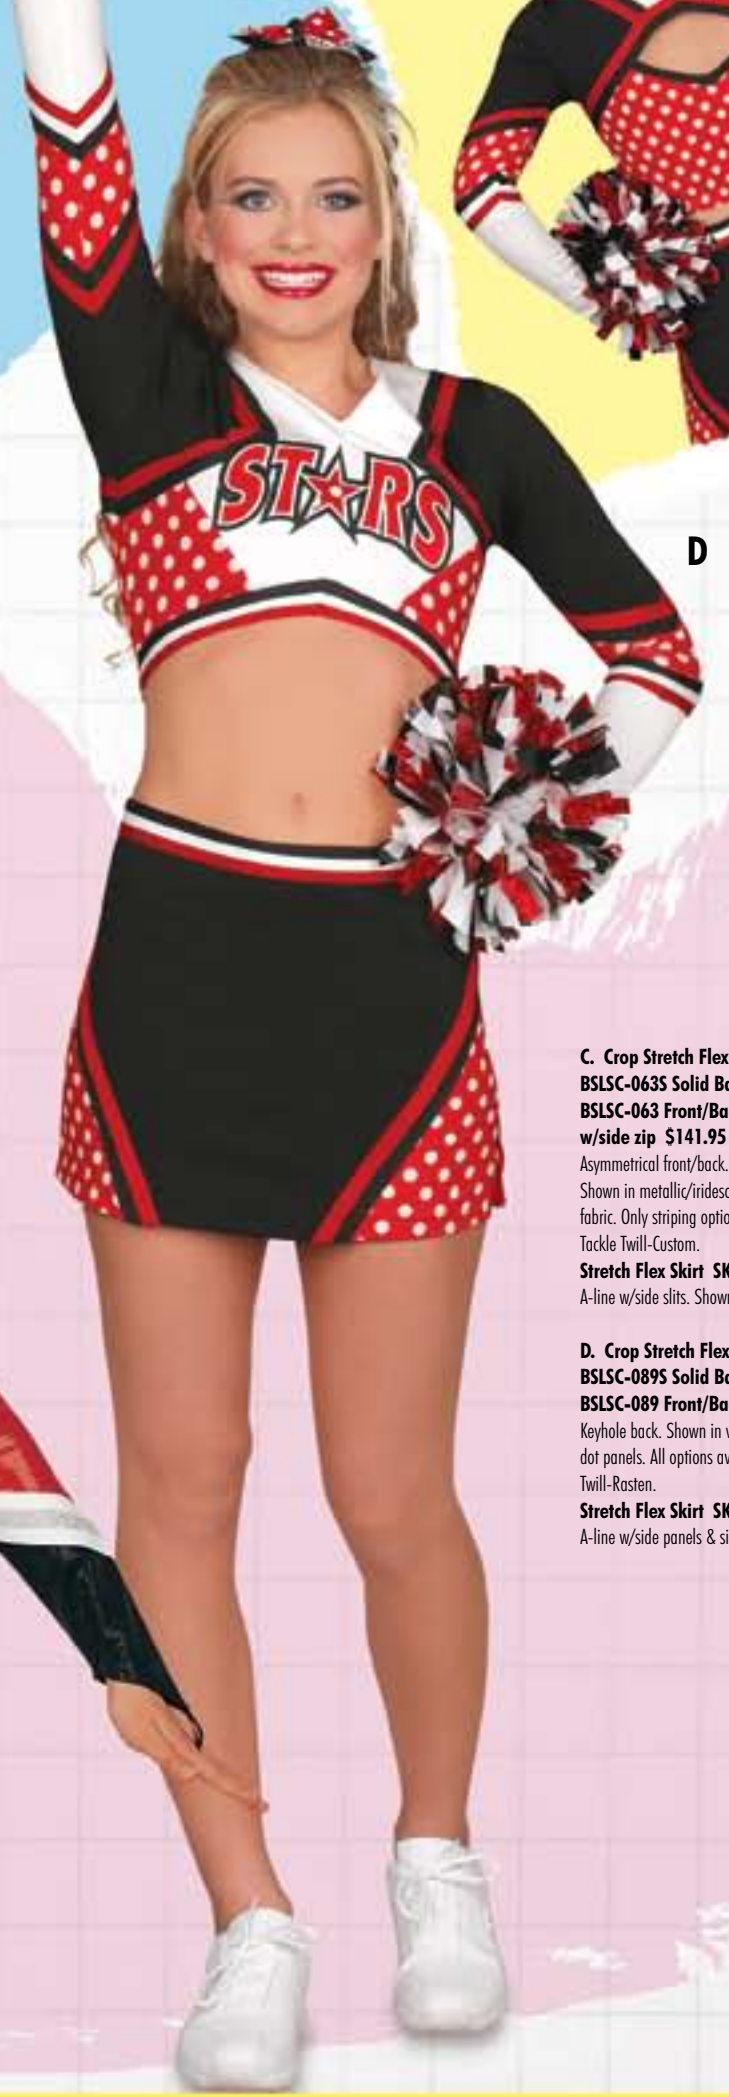 STARS
D
C. Crop Stretch Flex
BSLSC-063S Solid Ba
BSLSC-063 Front/Ba
w/side zip $141.95
Asymmetrical front/back.
Shown in metallic/iridesc
fabric. Only striping optio
Tackle Twill-Custom.
Stretch Flex Skirt SK
A-line w/side slits. Shown
D. Crop Stretch Flex
BSLSC-089S Solid Ba
BSLSC-089 Front/Ba
Keyhole back. Shown in
dot panels. All options av
Twill-Rasten.
Stretch Flex Skirt SK
A-line w/side panels & si